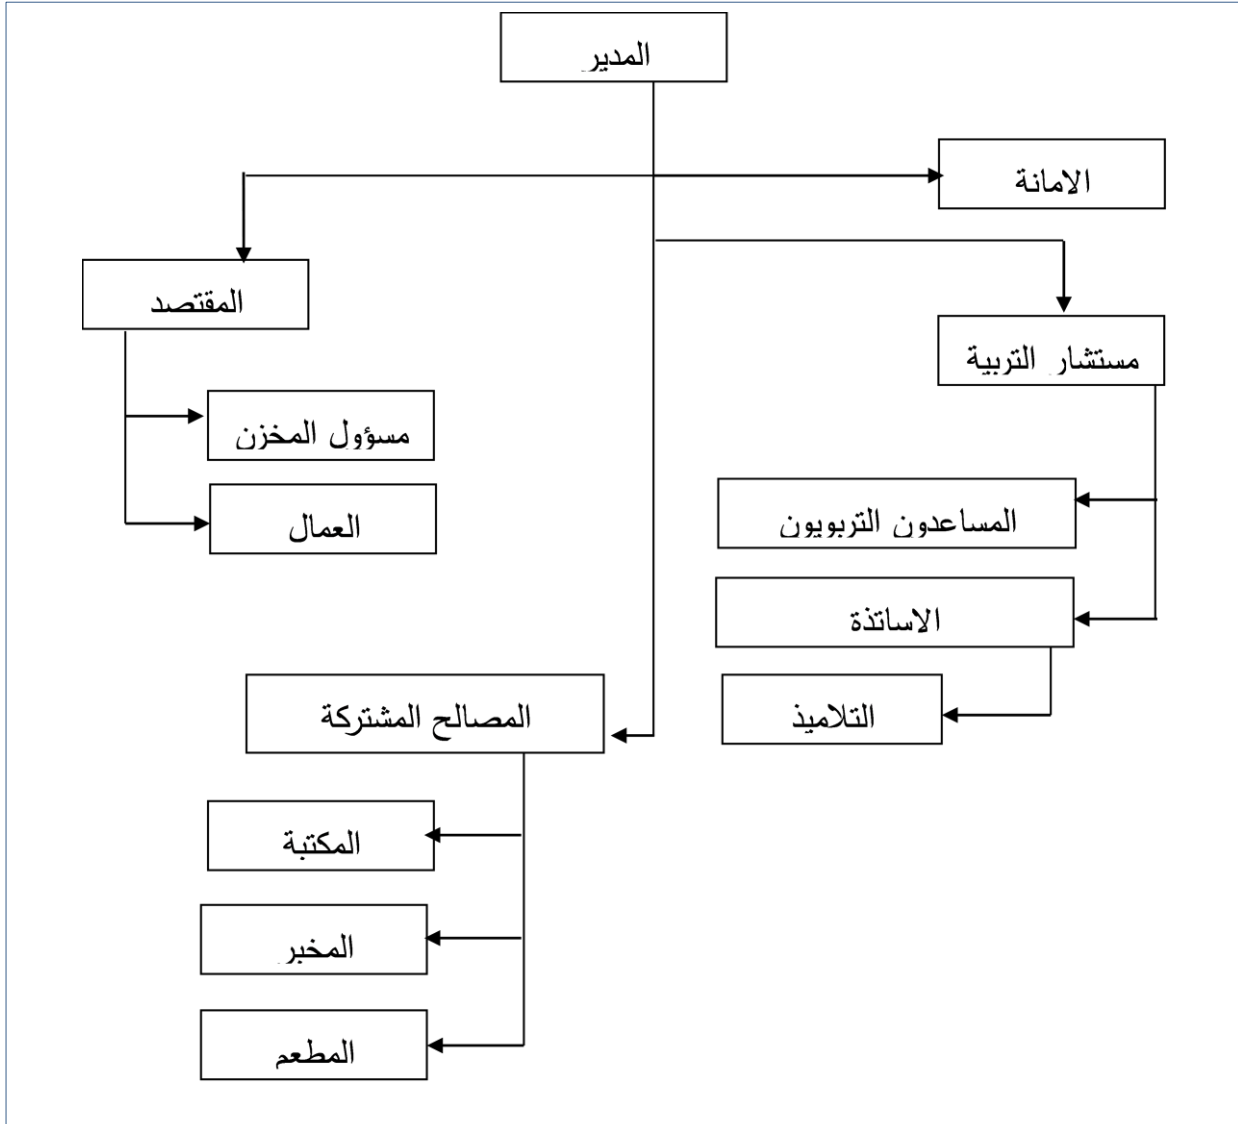 المدير
الامانة
المقتصد
مستشار التربية
مسؤول المخزن
المساعدون التربويون
العمال
الاساتذة
التلاميذ
المصالح المشتركة
المكتبة
المخبر
المطعم